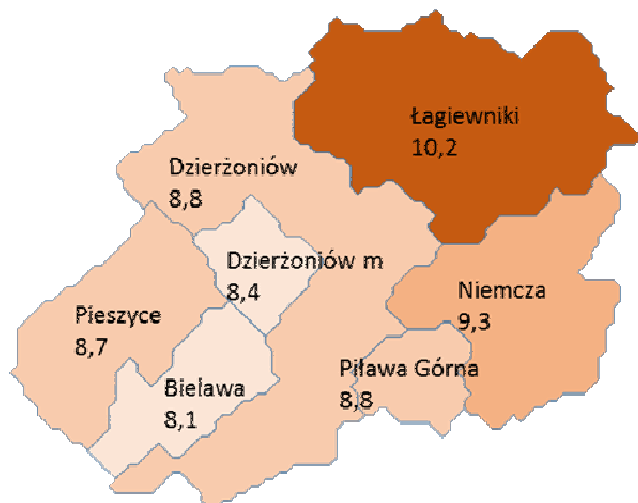 Łagiewniki
10,2
Dzierżoniów
8,8
Dzierżoniów m
8,4
Niemcza
9,3
Pieszyce
8,7
Piława Górna
8,8
Bielawa
8,1